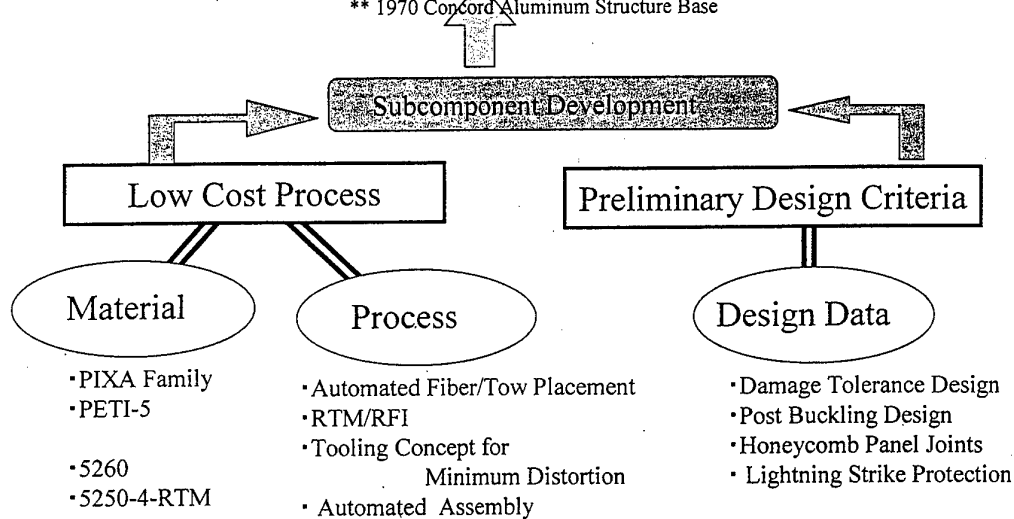 ** 1970 Concord Aluminum Structure Base
Subcomponent Development
Low Cost Process
Preliminary Design Criteria
Material
Process
Design Data
・PIXA Family
・PETI-5
・5260
・5250-4-RTM
・Automated Fiber/Tow Placement
・RTM/RFI
・Tooling Concept for
Minimum Distortion
・Automated Assembly
・Damage Tolerance Design
・Post Buckling Design
・Honeycomb Panel Joints
・Lightning Strike Protection